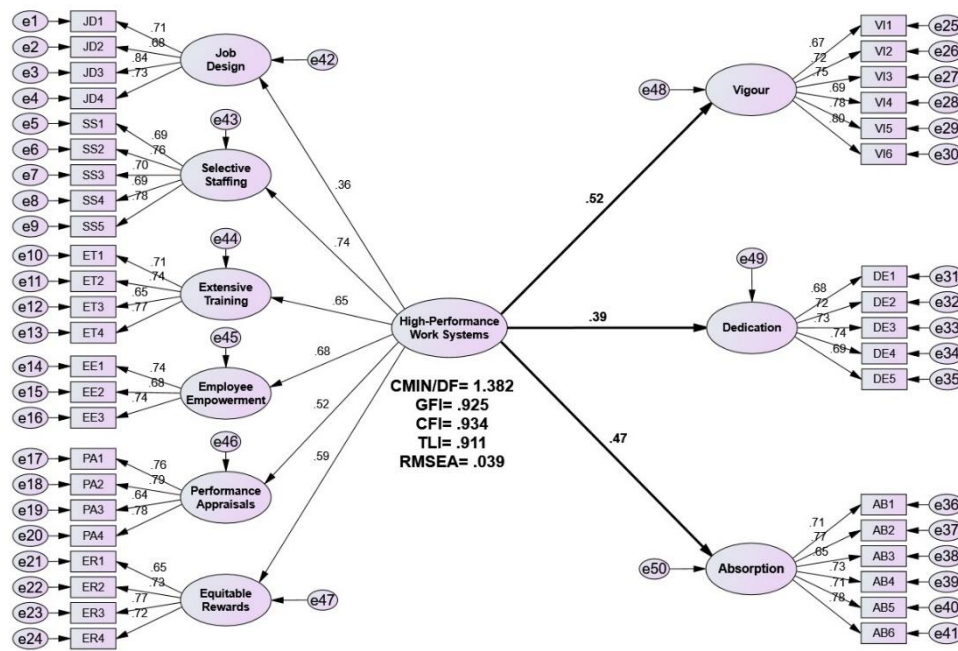 e1 JD1 .71
e2 JD2 .68
e3 JD3 .84
e4 JD4 .73
Job
Design
e42
e5 SS1 .69
e6 SS2 .76
e7 SS3 .70
e8 SS4 .69
e9 SS5 .78
e43
Selective
Staffing
e10 ET1 .71
e11 ET2 .74
e12 ET3 .65
e13 ET4 .77
e44
Extensive
Training
e14 EE1 .74
e15 EE2 .68
e16 EE3 .74
e45
Employee
Empowerment
e17 PA1 .76
e18 PA2 .79
e19 PA3 .64
e20 PA4 .78
e46
Performance
Appraisals
e21 ER1 .65
e22 ER2 .73
e23 ER3 .77
e24 ER4 .72
Equitable
Rewards
e47
.36
.74
.65
.68
.52
.59
High-Performance
Work Systems
CMIN/DF= 1.382
GFI= .925
CFI= .934
TLI= .911
RMSEA= .039
.52
.39
.47
e48
Vigour
.67 VI1 e25
.72 VI2 e26
.75 VI3 e27
.69 VI4 e28
.78 VI5 e29
.80 VI6 e30
e49
Dedication
.68 DE1 e31
.72 DE2 e32
.73 DE3 e33
.74 DE4 e34
.69 DE5 e35
e50
Absorption
.71 AB1 e36
.77 AB2 e37
.65 AB3 e38
.73 AB4 e39
.71 AB5 e40
.78 AB6 e41